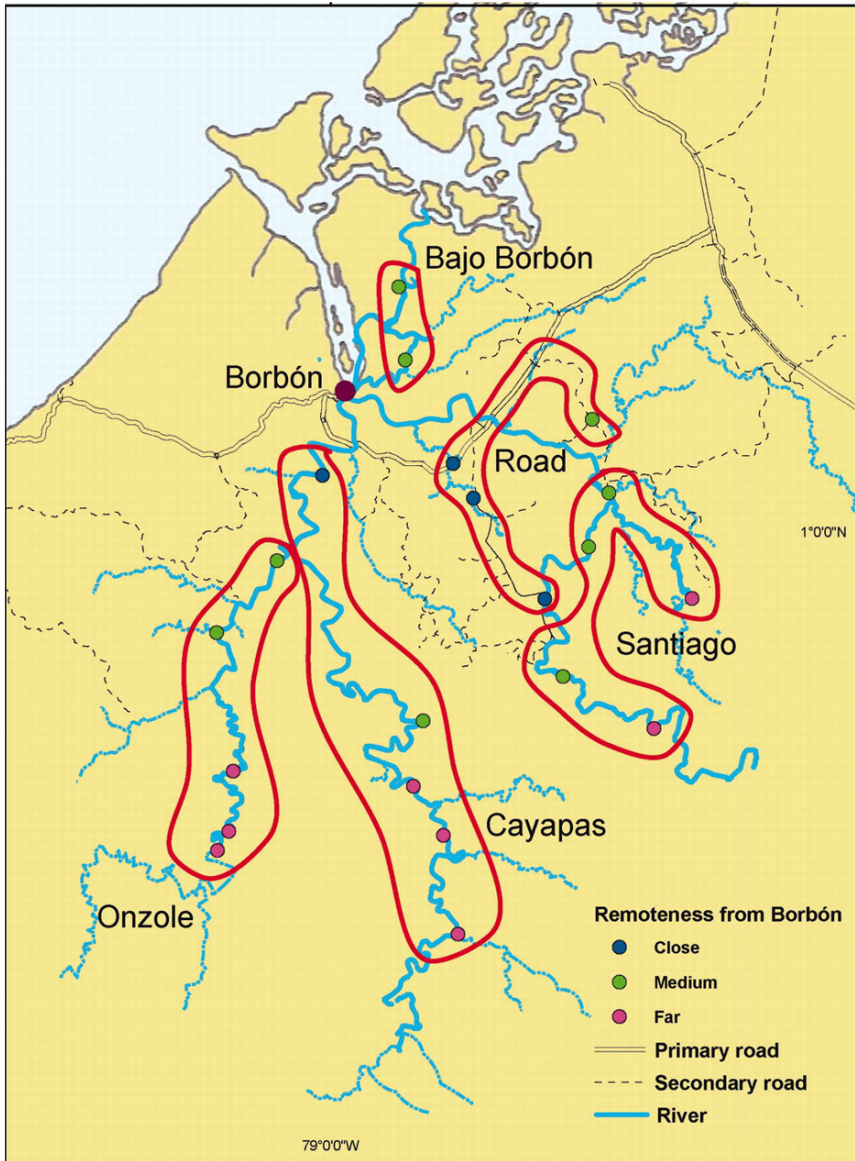 Bajo Borbón
Borbón
Road
1°0'0"N
Santiago
Cayapas
Onzole
Remoteness from Borbón
Close
Medium
Far
Primary road
Secondary road
River
79°0'0"W